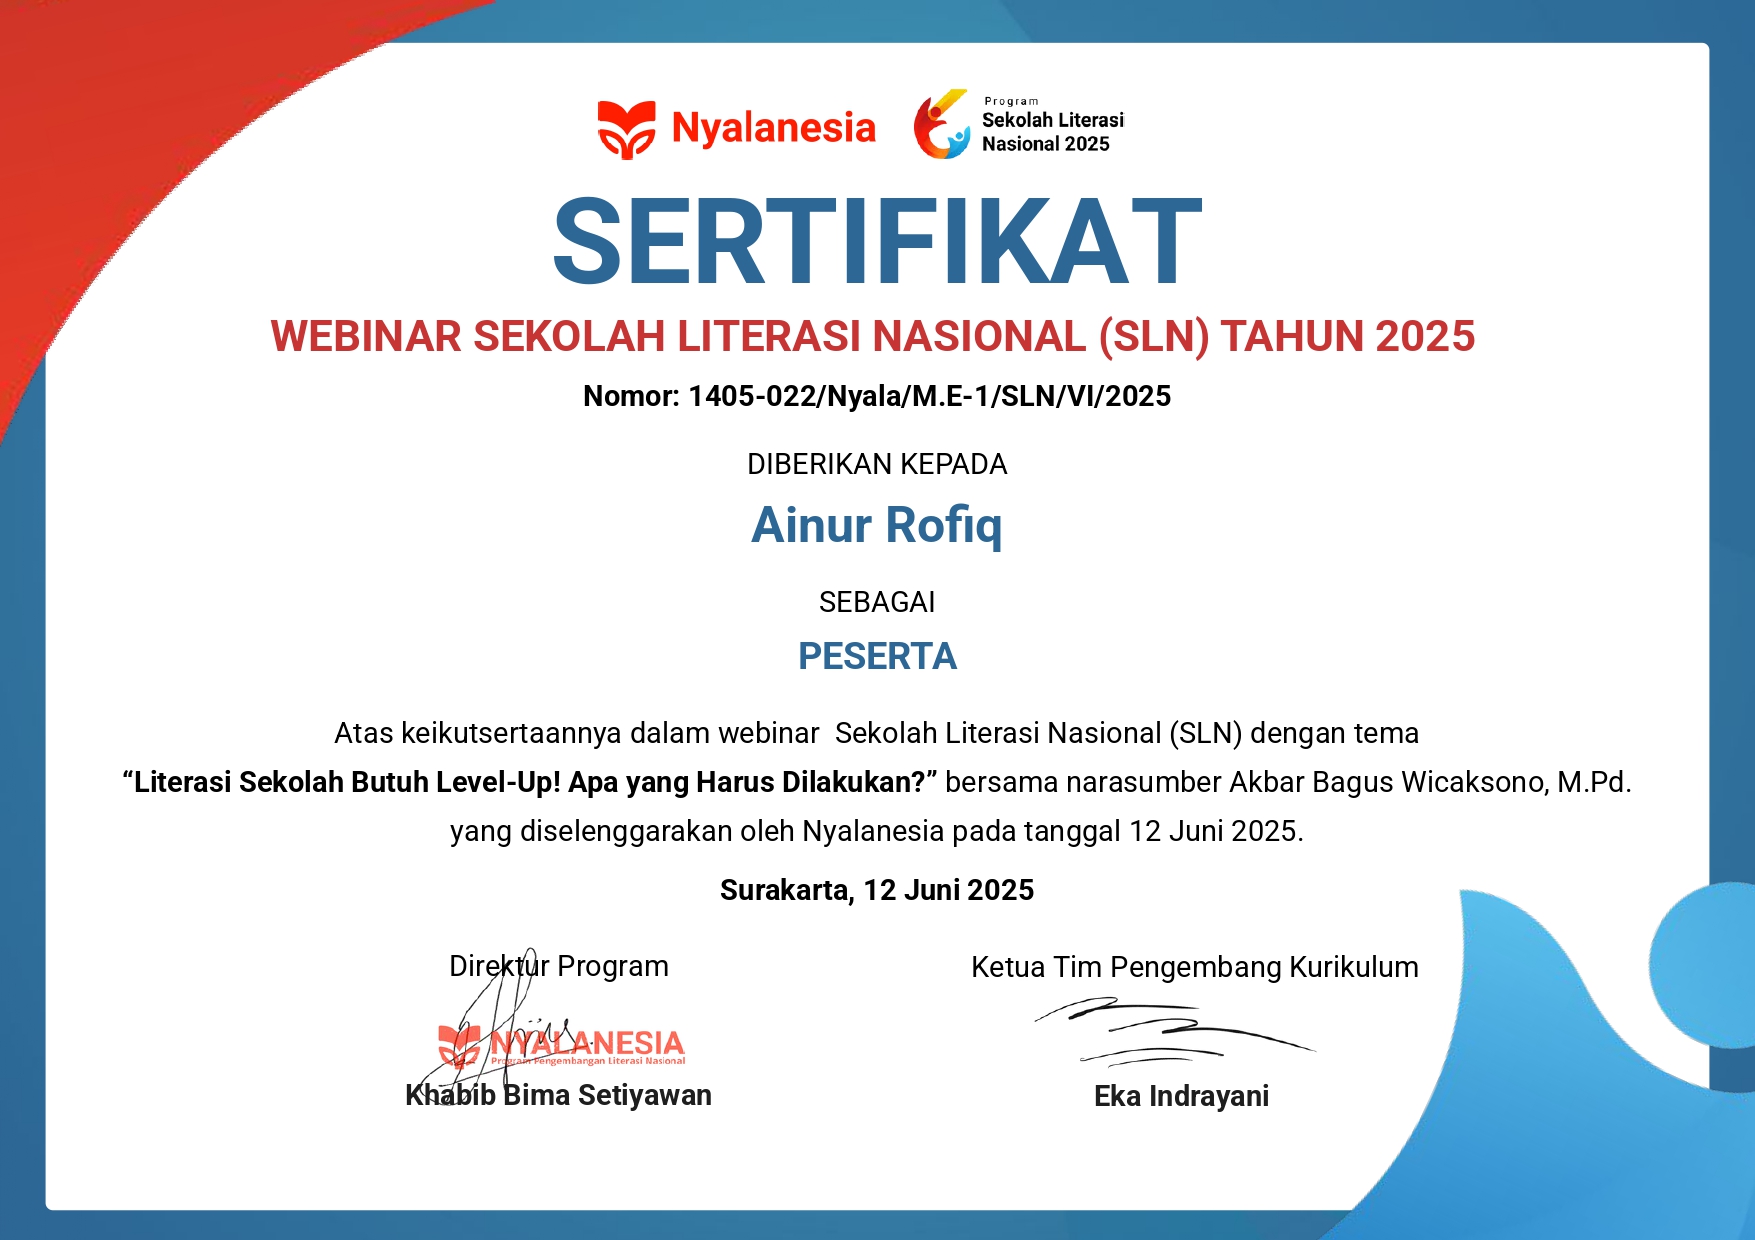 Nyalanesia
Program
Sekolah Literasi
Nasional 2025
SERTIFIKAT
WEBINAR SEKOLAH LITERASI NASIONAL (SLN) TAHUN 2025
Nomor: 1405-022/Nyala/M.E-1/SLN/VI/2025
DIBERIKAN KEPADA
Ainur Rofiq
SEBAGAI
PESERTA
Atas keikutsertaannya dalam webinar Sekolah Literasi Nasional (SLN) dengan tema
“Literasi Sekolah Butuh Level-Up! Apa yang Harus Dilakukan?” bersama narasumber Akbar Bagus Wicaksono, M.Pd.
yang diselenggarakan oleh Nyalanesia pada tanggal 12 Juni 2025.
Surakarta, 12 Juni 2025
Direktur Program
NYALANESIA
Program Pengembangan Literasi Nasional
Khabib Bima Setiyawan
Ketua Tim Pengembang Kurikulum
Eka Indrayani